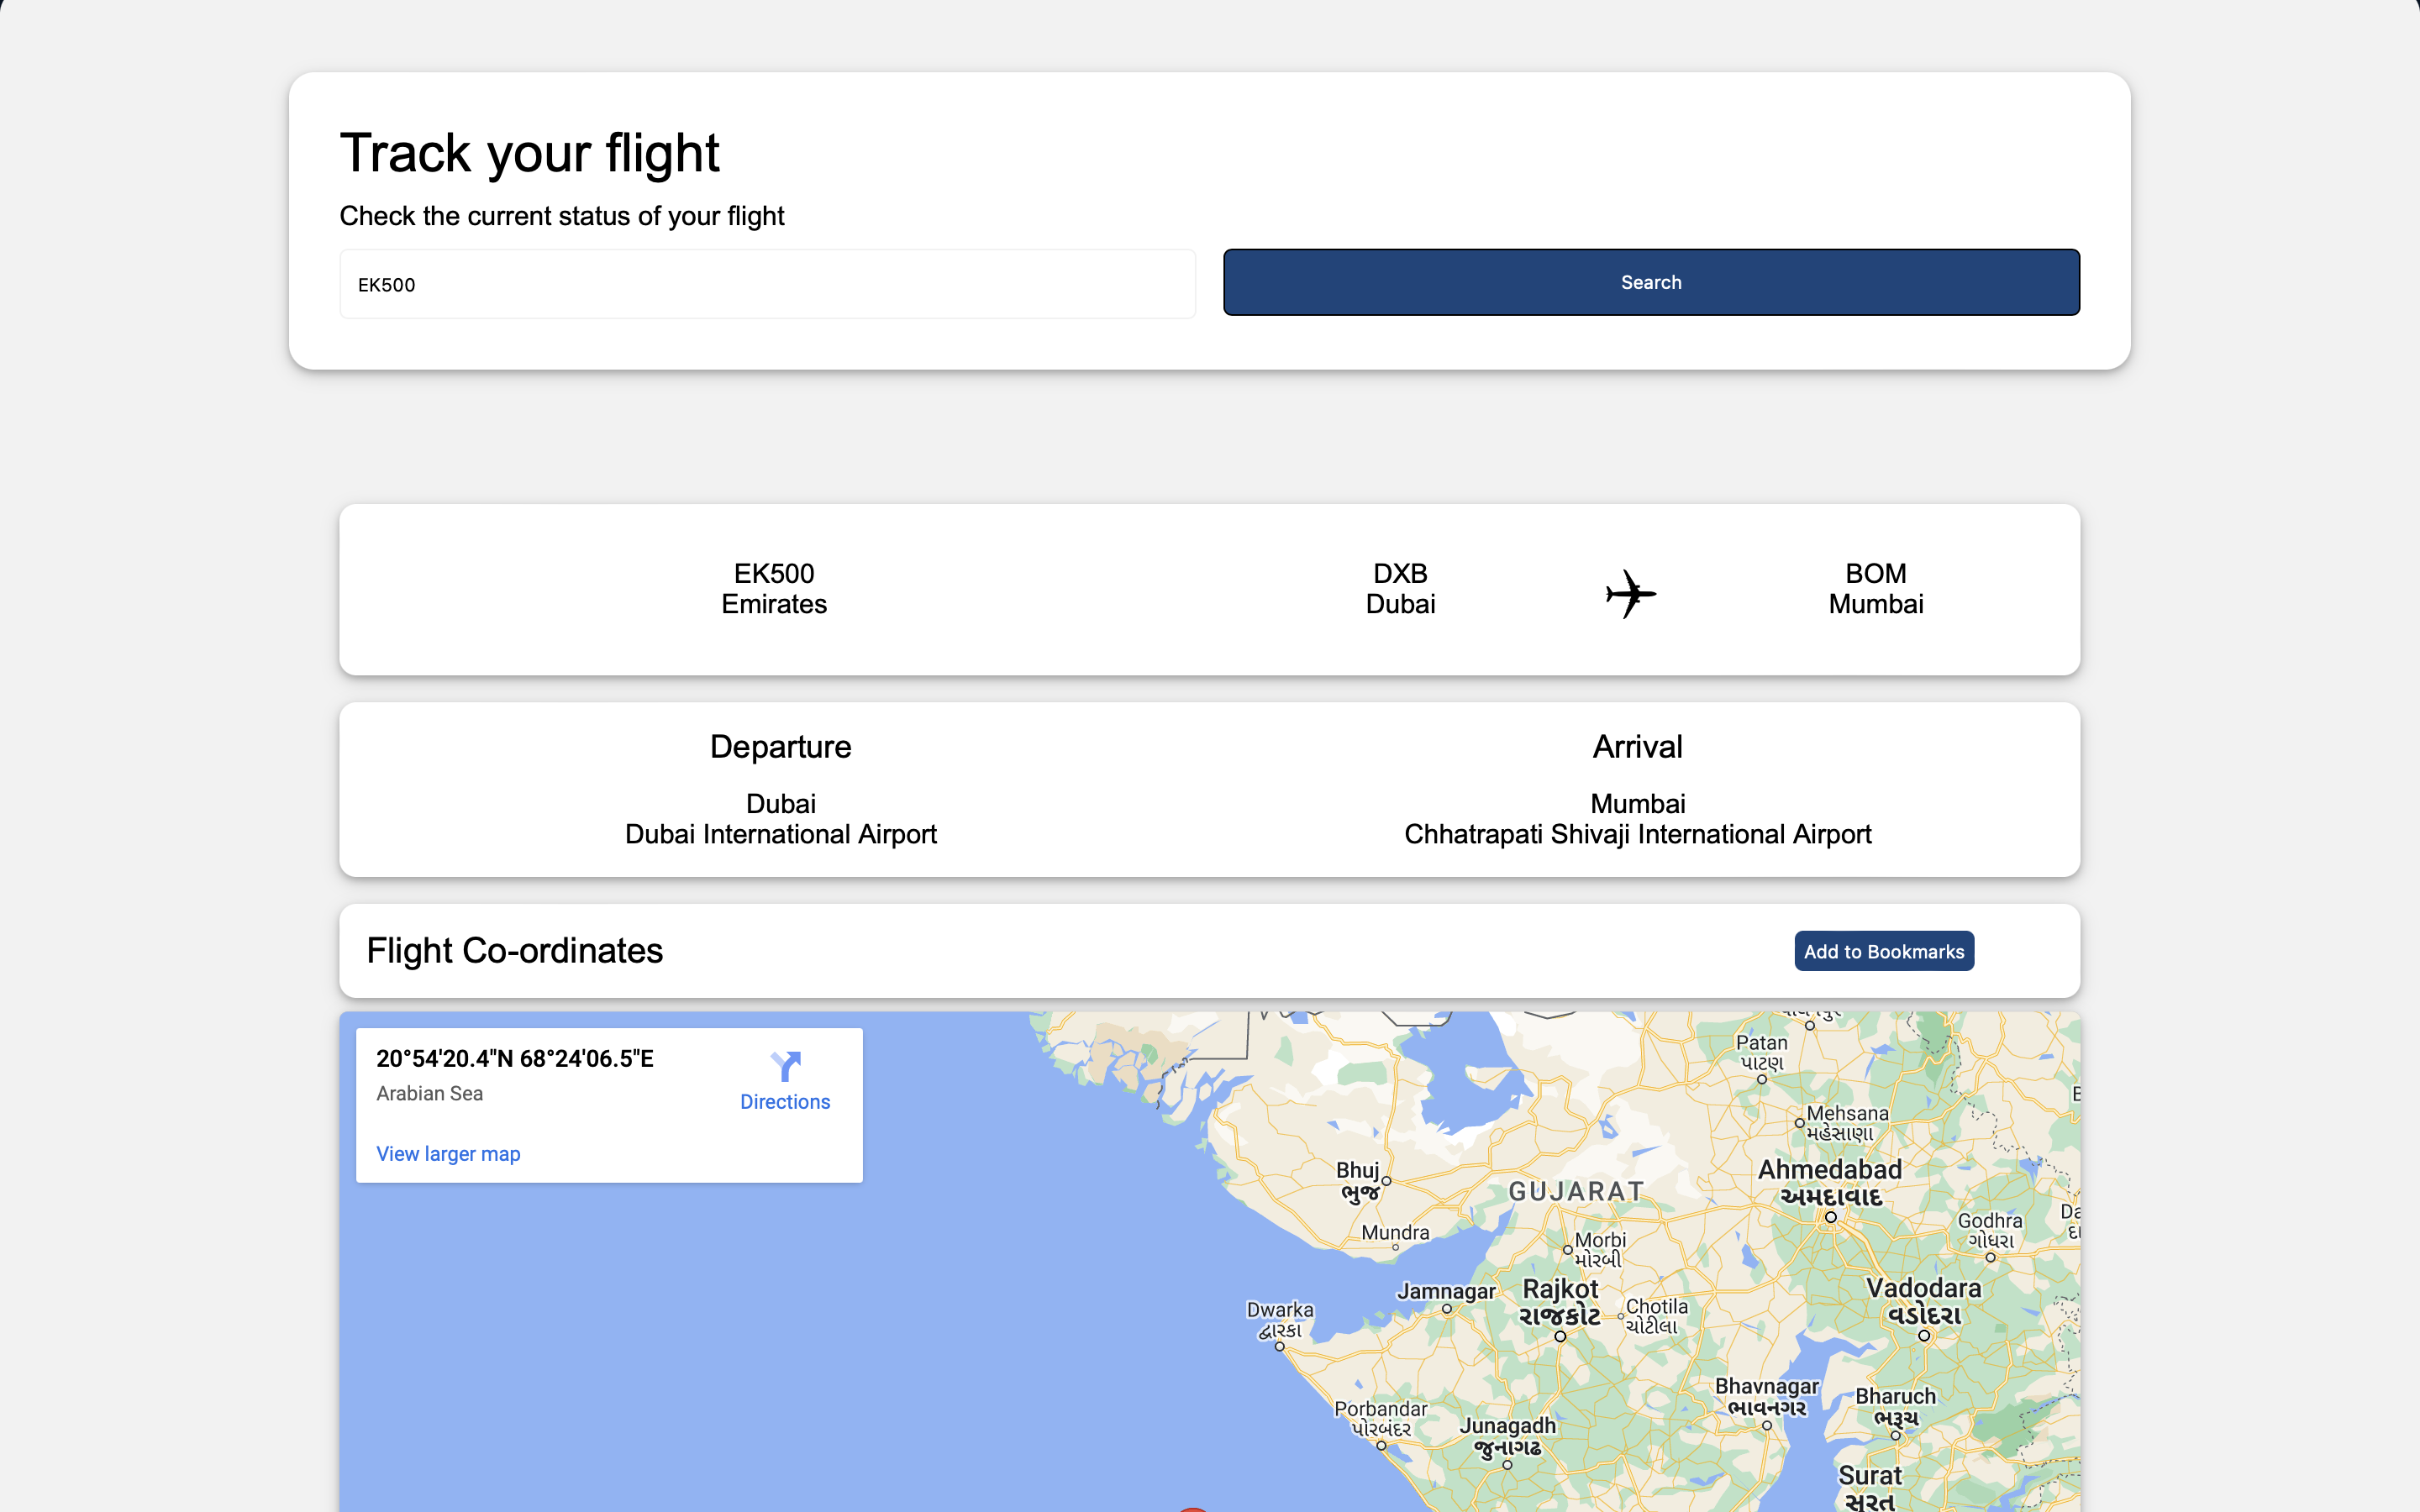 Track your flight
Check the current status of your flight
EK500
Search
EK500
Emirates
DXB
Dubai
BOM
Mumbai
Departure
Dubai
Dubai International Airport
Arrival
Mumbai
Chhatrapati Shivaji International Airport
Flight Co-ordinates
Add to Bookmarks
20°54'20.4"N 68°24'06.5"E
Arabian Sea
Directions
View larger map
Patan
પાટણ
Mehsana
મહેસાણા
Bhuj
ભુજ
GUJARAT
Ahmedabad
અમદાવાદ
Mundra
Godhra
ગોધરા
Morbi
મોરબી
Jamnagar
Rajkot
રાજકોટ
Chotila
ચોટીલા
Vadodara
વડોદરા
Dwarka
દ્વારકા
Porbandar
પોરબંદર
Junagadh
જુનાગઢ
Bhavnagar
ભાવનગર
Bharuch
ભરૂચ
Surat
સુરત